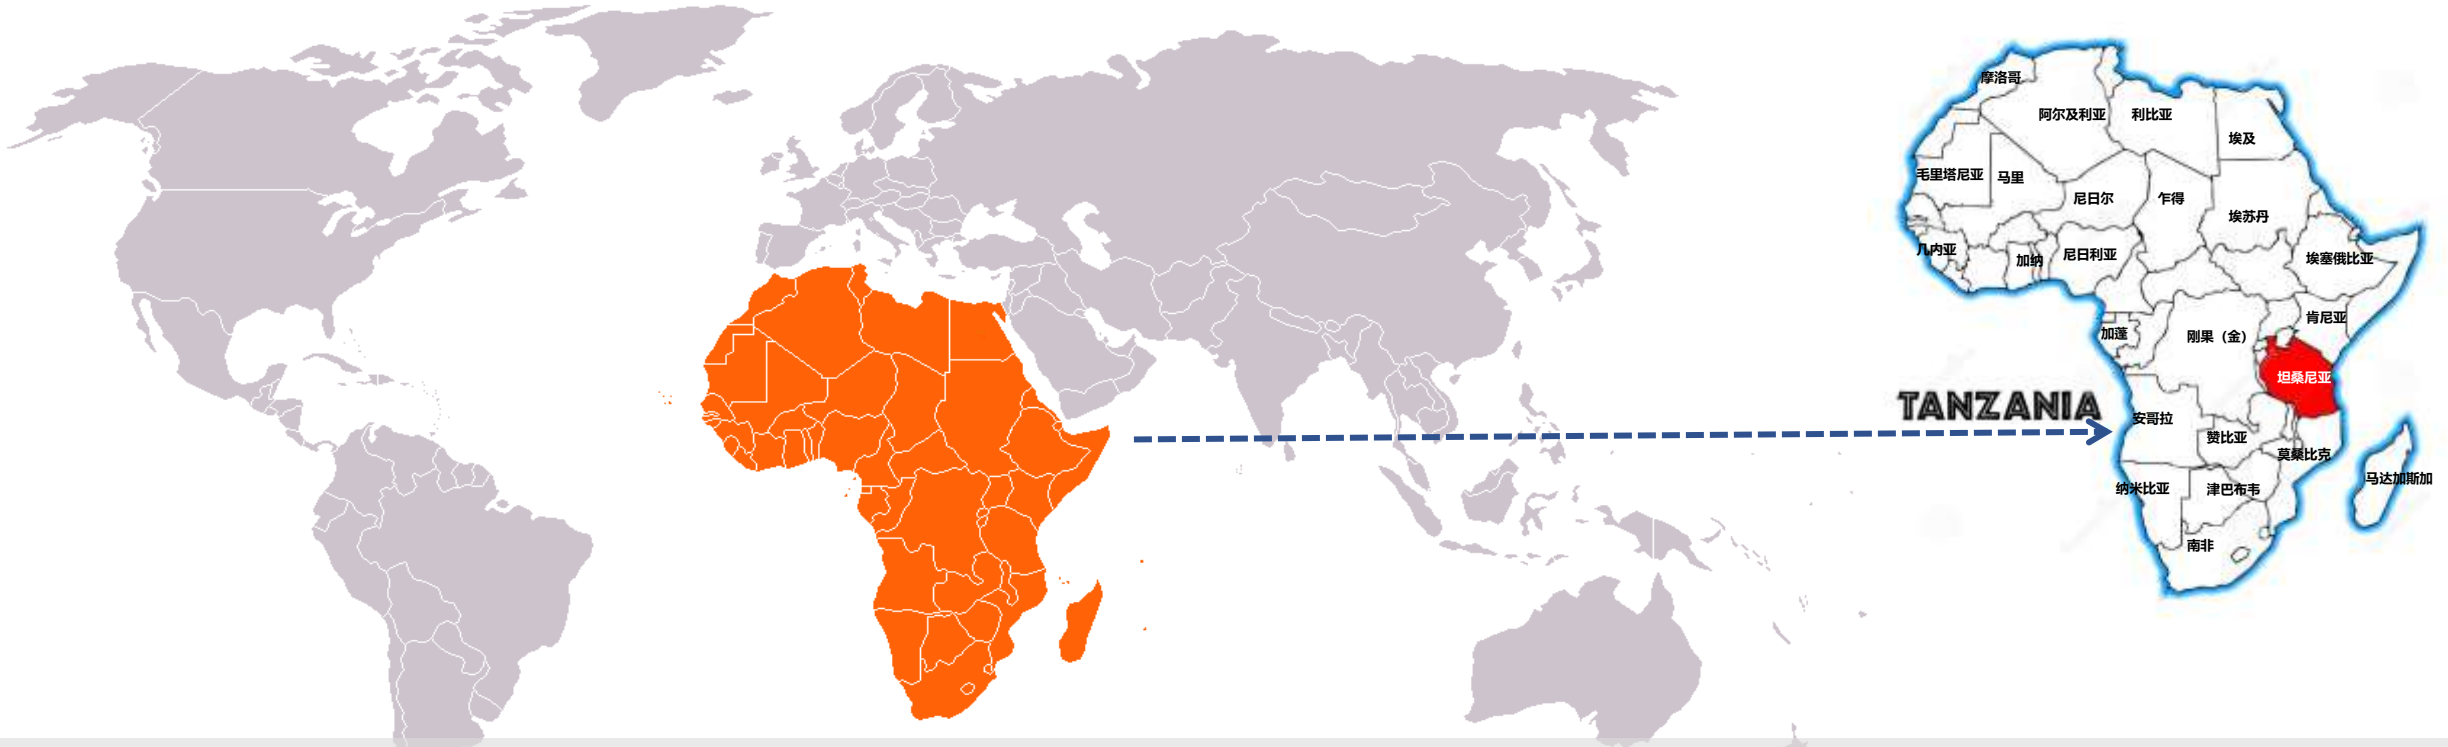 摩洛哥
阿尔及利亚
利比亚
埃及
毛里塔尼亚
马里
尼日尔
乍得
埃苏丹
几内亚
加纳
尼日利亚
埃塞俄比亚
肯尼亚
加蓬
刚果（金）
坦桑尼亚
TANZANIA
安哥拉
赞比亚
莫桑比克
马达加斯加
纳米比亚
津巴布韦
南非